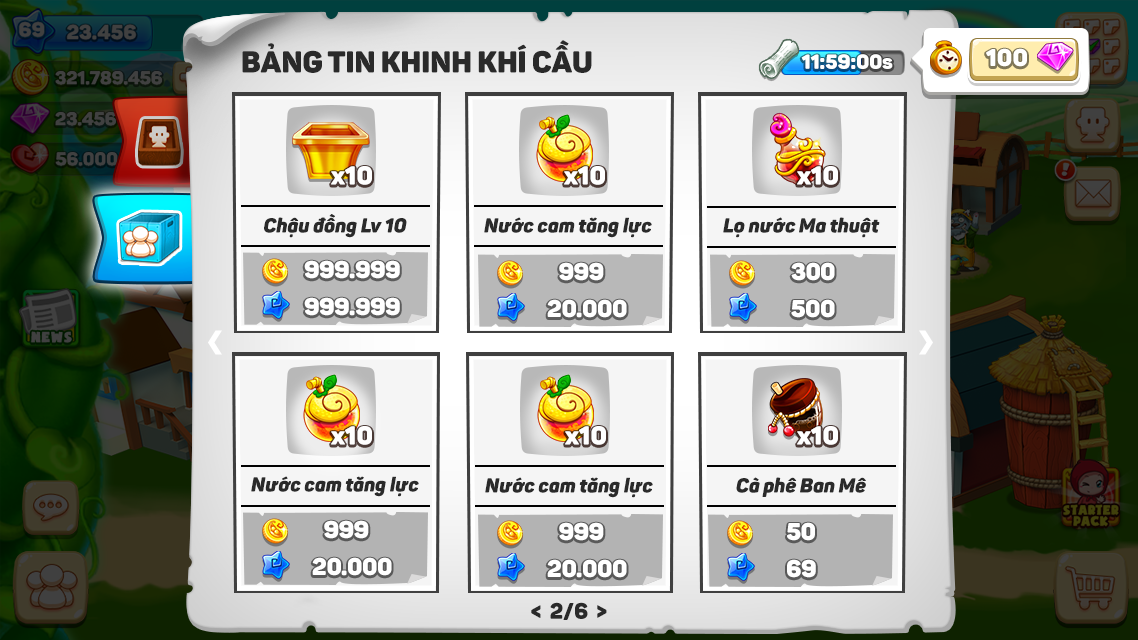 69 23.456
321.789.456
23.456
56.000
BẢNG TIN KHINH KHÍ CẦU
11:59:00s
100
x10
x10
x10
Chậu đồng Lv 10
Nước cam tăng lực
Lọ nước Ma thuật
999.999
999
300
999.999
20.000
500
x10
x10
x10
Nước cam tăng lực
Nước cam tăng lực
Cà phê Ban Mê
999
999
50
20.000
20.000
69
< 2/6 >
NEWS
!
STARTER
PACK